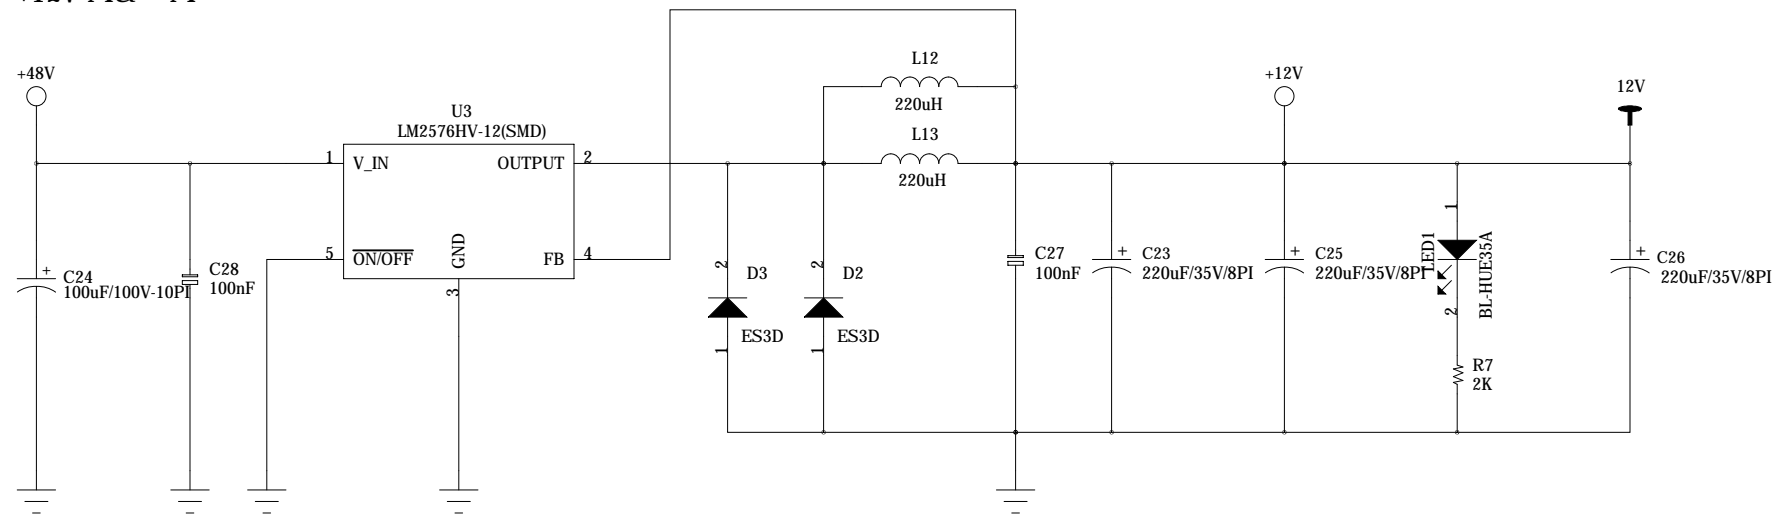 +48V
U3
LM2576HV-12(SMD)
1
V_IN
OUTPUT
2
5
ON/OFF
GND
FB
4
3
C24
100uF/100V-10PI
C28
100nF
L12
220uH
L13
220uH
2
D3
ES3D
1
2
D2
ES3D
1
C27
100nF
C23
220uF/35V/8PI
+12V
C25
220uF/35V/8PI
1
LED1
BL-HUE35A
2
R7
2K
12V
C26
220uF/35V/8PI